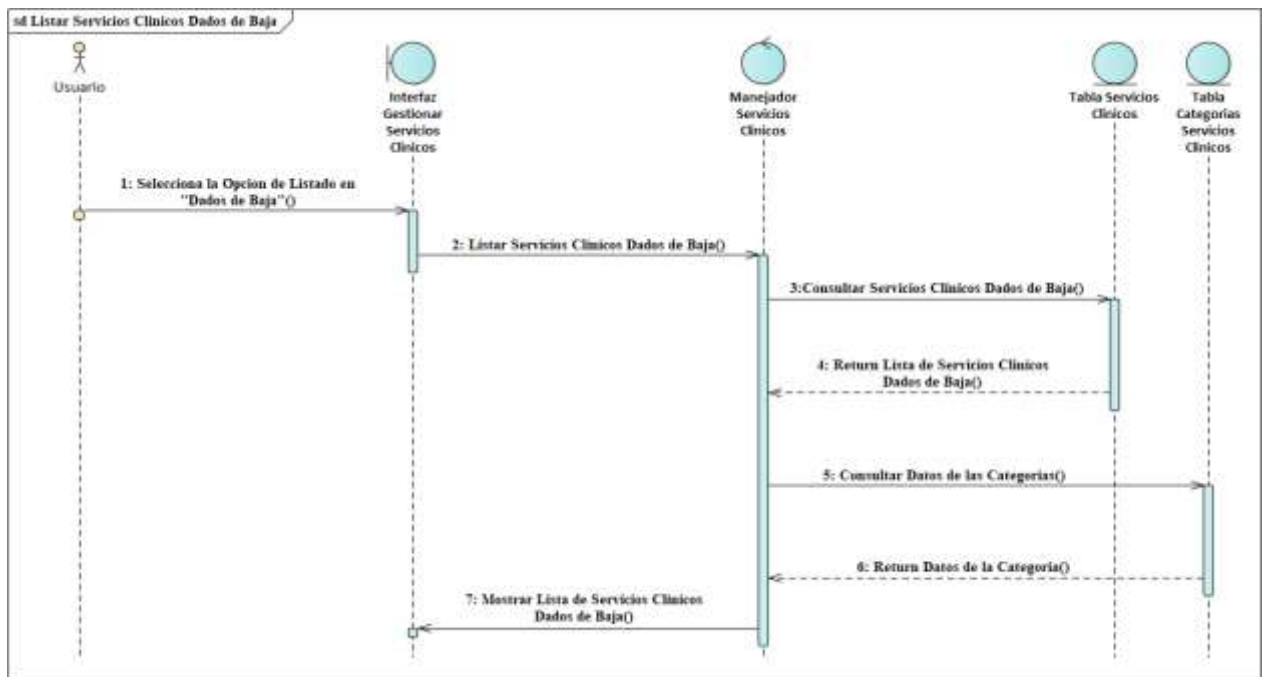 sd Listar Servicios Clinicos Dados de Baja
Usuario
Interfaz
Gestionar
Servicios
Clinicos
Manejador
Servicios
Clinicos
Tabla Servicios
Clinicos
Tabla
Categorias
Servicios
Clinicos
1: Selecciona la Opcion de Listado en
"Dados de Baja"()
2: Listar Servicios Clinicos Dados de Baja()
3:Consultar Servicios Clinicos Dados de Baja()
4: Return Lista de Servicios Clinicos
Dados de Baja()
5: Consultar Datos de las Categorias()
6: Return Datos de la Categoria()
7: Mostrar Lista de Servicios Clinicos
Dados de Baja()